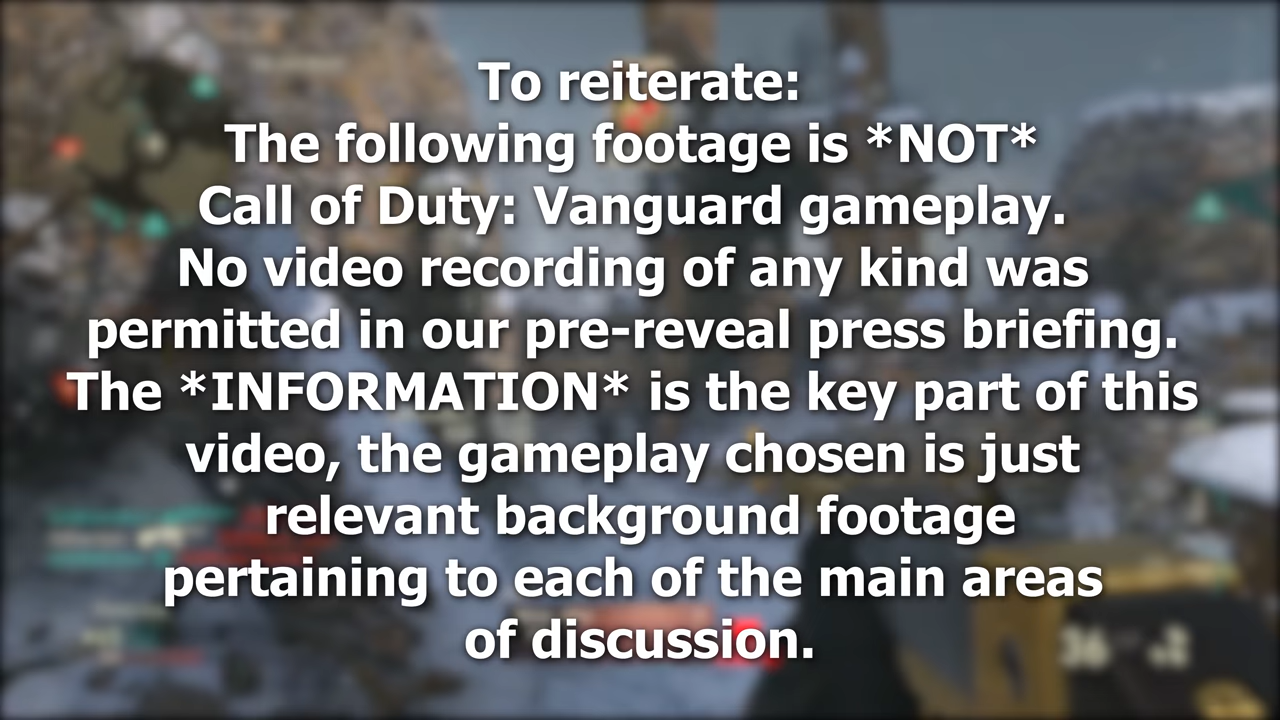 To reiterate:
The following footage is *NOT*
Call of Duty: Vanguard gameplay.
No video recording of any kind was
permitted in our pre-reveal press briefing.
The *INFORMATION* is the key part of this
video, the gameplay chosen is just
relevant background footage
pertaining to each of the main areas
of discussion.
36